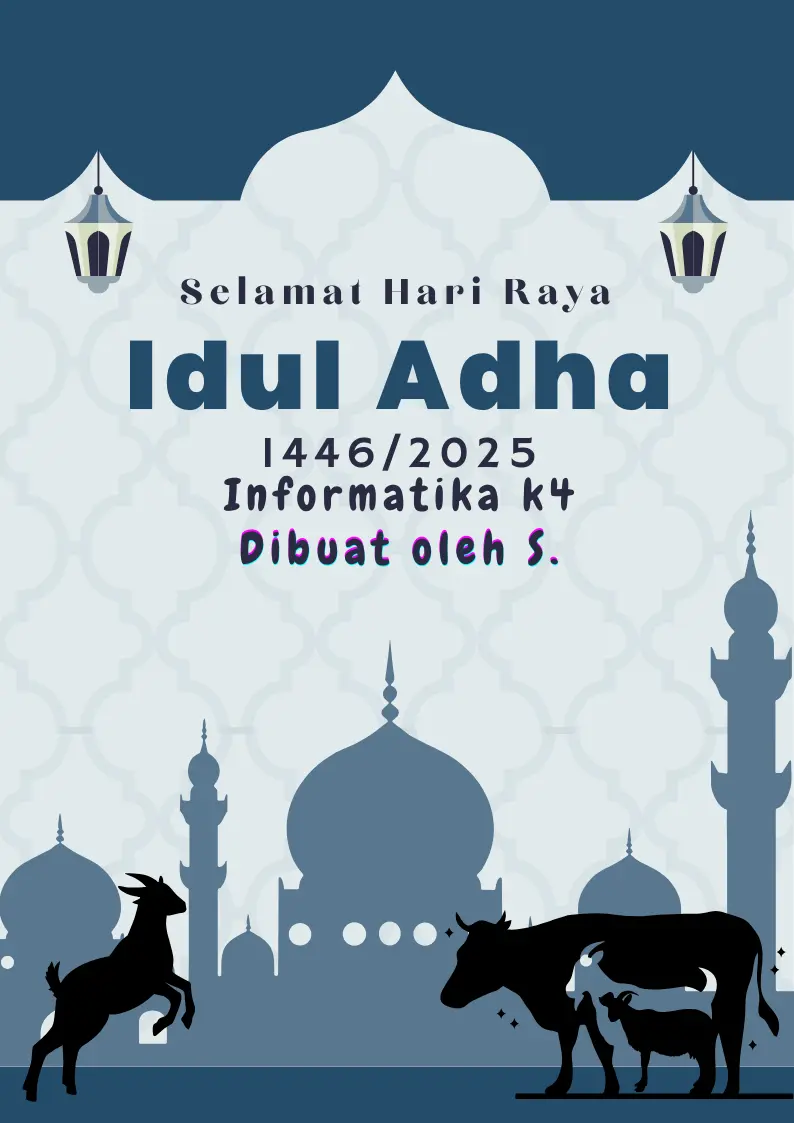 Selamat Hari Raya
Idul Adha
1446/2025
Informatika k4
Dibuat oleh S.